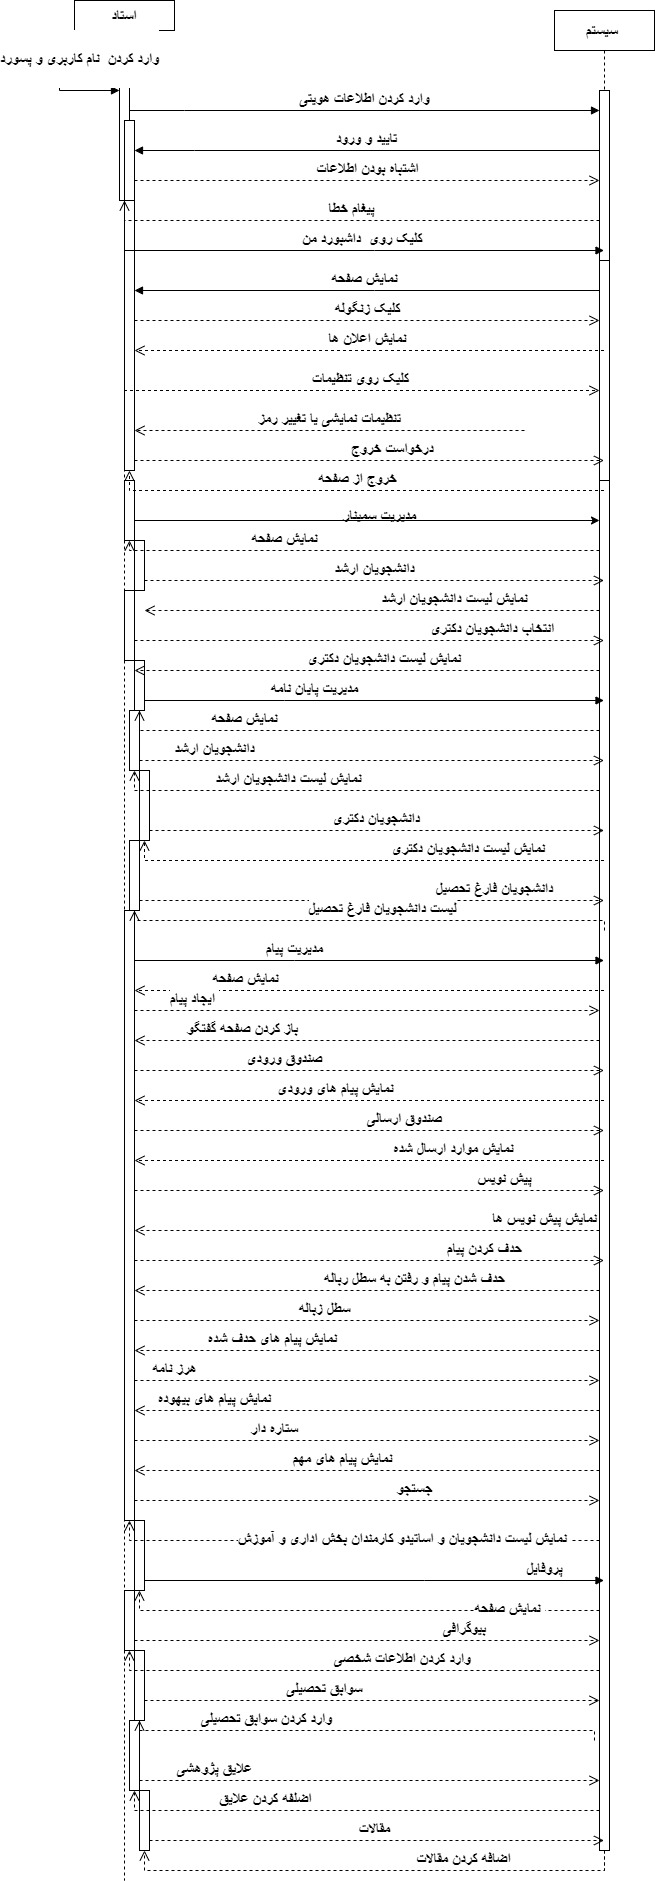 استاد
سیستم
وارد کردن نام کاربری و پسورد
وارد کردن اطلاعات هویتی
تایید و ورود
اشتباه بودن اطلاعات
پیغام خطا
کلیک روی داشبورد من
نمایش صفحه
کلیک زنگوله
نمایش اعلان ها
کلیک روی تنظیمات
تنظیمات نمایشی یا تغییر رمز
درخواست خروج
خروج از صفحه
مدیریت سمینار
نمایش صفحه
دانشجویان ارشد
نمایش لیست دانشجویان ارشد
انتخاب دانشجویان دکتری
نمایش لیست دانشجویان دکتری
مدیریت پایان نامه
نمایش صفحه
دانشجویان ارشد
نمایش لیست دانشجویان ارشد
دانشجویان دکتری
نمایش لیست دانشجویان دکتری
دانشجویان فارغ تحصیل
لیست دانشجویان فارغ تحصیل
مدیریت پیام
نمایش صفحه
ایجاد پیام
باز کردن صفحه گفتگو
صندوق ورودی
نمایش پیام های ورودی
صندوق ارسالی
نمایش موارد ارسال شده
پیش نویس
نمایش پیش نویس ها
حذف کردن پیام
حذف شدن پیام و رفتن به سطل رباله
سطل زباله
نمایش پیام های حذف شده
هرز نامه
نمایش پیام های بیهوده
ستاره دار
نمایش پیام های مهم
جستجو
نمایش لیست دانشجویان و اساتیدو کارمندان بخش اداری و آموزش
پروفایل
نمایش صفحه
بیوگرافی
وارد کردن اطلاعات شخصی
سوابق تحصیلی
وارد کردن سوابق تحصیلی
علایق پژوهشی
اضلفه کردن علایق
مقالات
اضافه کردن مقالات